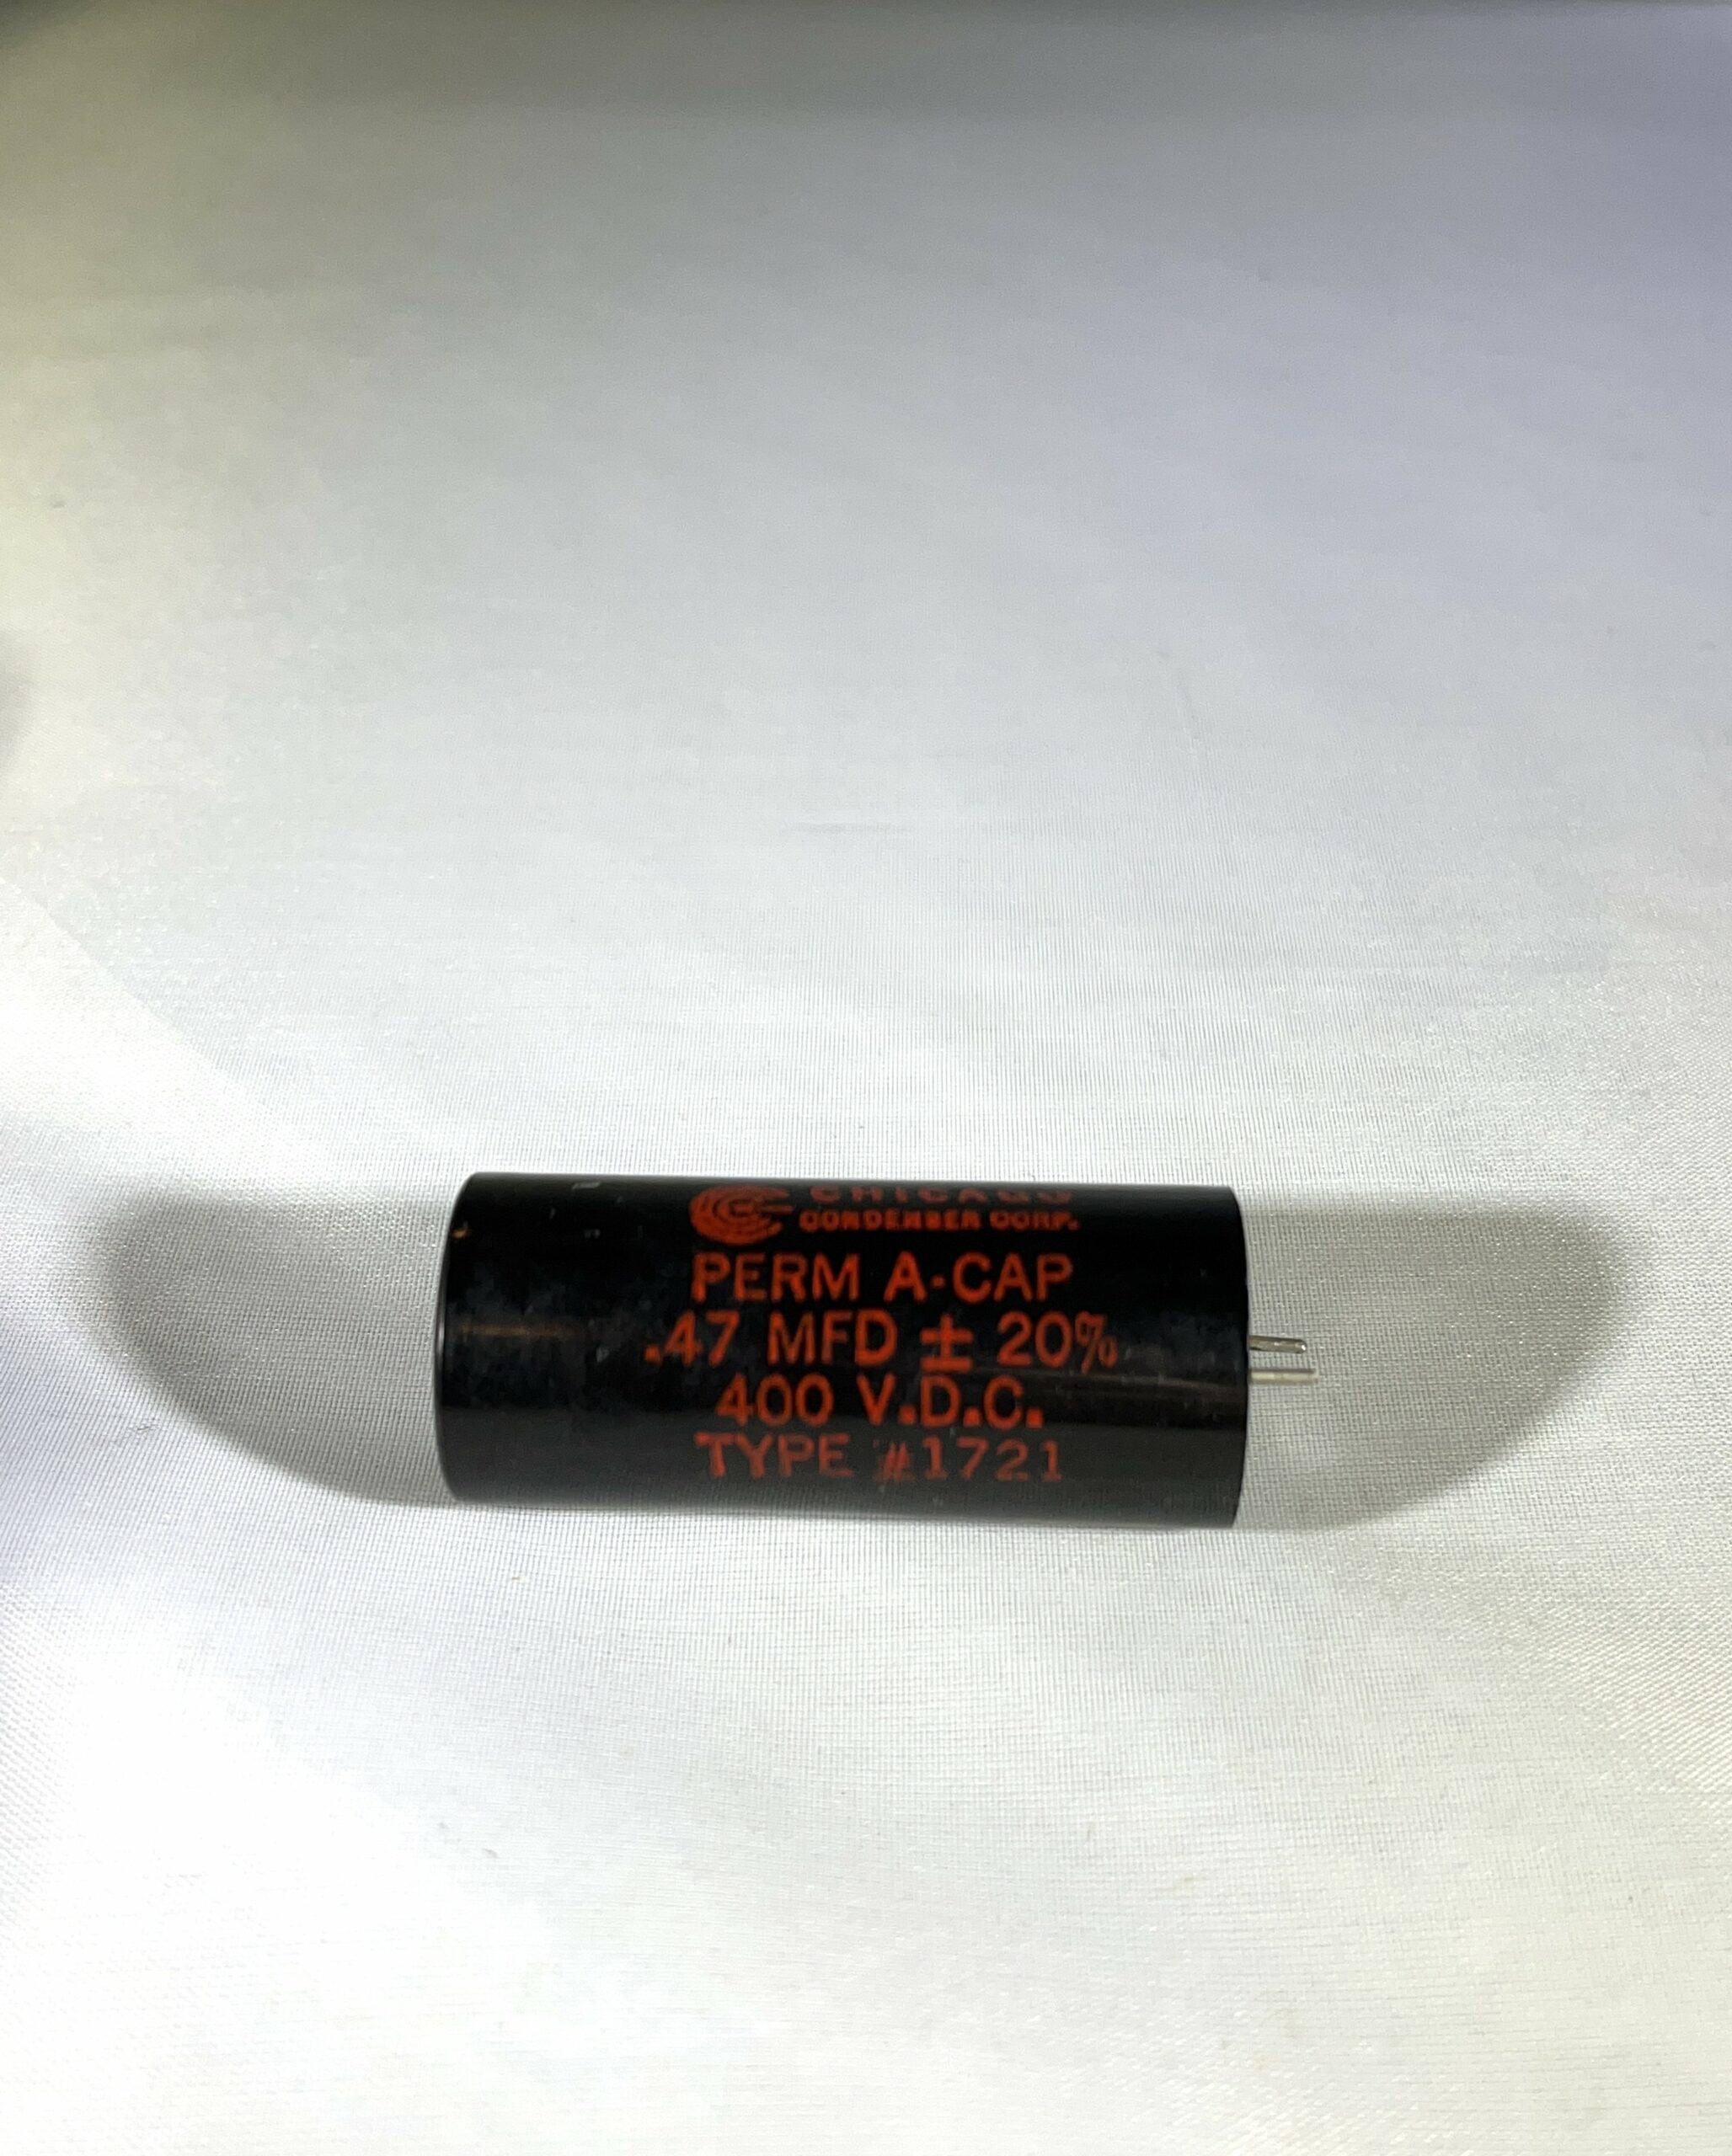 CHICAGO
CONDENSER CORP.
PERM A-CAP
.47 MFD ± 20%
400 V.D.C.
TYPE #1721